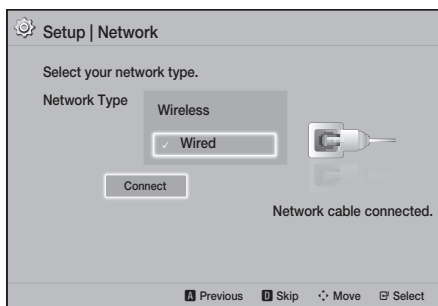 Setup | Network
Select your network type.
Network Type
Wireless
✓ Wired
Connect
Network cable connected.
A Previous D Skip Move Select